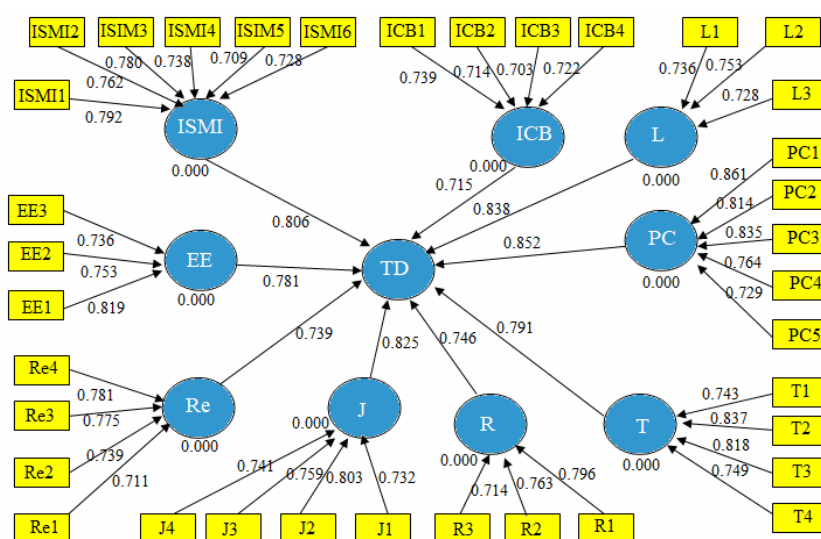 ISMI2
ISIM3
ISMI4
ISIM5
ISMI6
ICB1
ICB2
ICB3
ICB4
L1
L2
0.780
0.738
0.709
0.728
0.762
0.739
0.714
0.703
0.722
0.736
0.753
ISMI1
0.792
ISMI
ICB
L
0.728
L3
0.000
0.000
0.000
PC1
0.861
PC2
0.814
0.715
0.806
0.838
EE3
0.736
EE2
0.753
EE1
0.819
EE
0.000
0.781
TD
0.852
PC
0.000
0.835
PC3
0.764
PC4
0.729
PC5
0.739
0.825
0.746
0.791
Re4
0.781
Re3
0.775
Re2
0.739
Re1
0.711
Re
0.000
J
0.000
R
0.000
T
0.000
0.743
T1
0.837
T2
0.818
T3
0.749
T4
0.741
0.759
0.803
0.732
0.714
0.763
0.796
J4
J3
J2
J1
R3
R2
R1